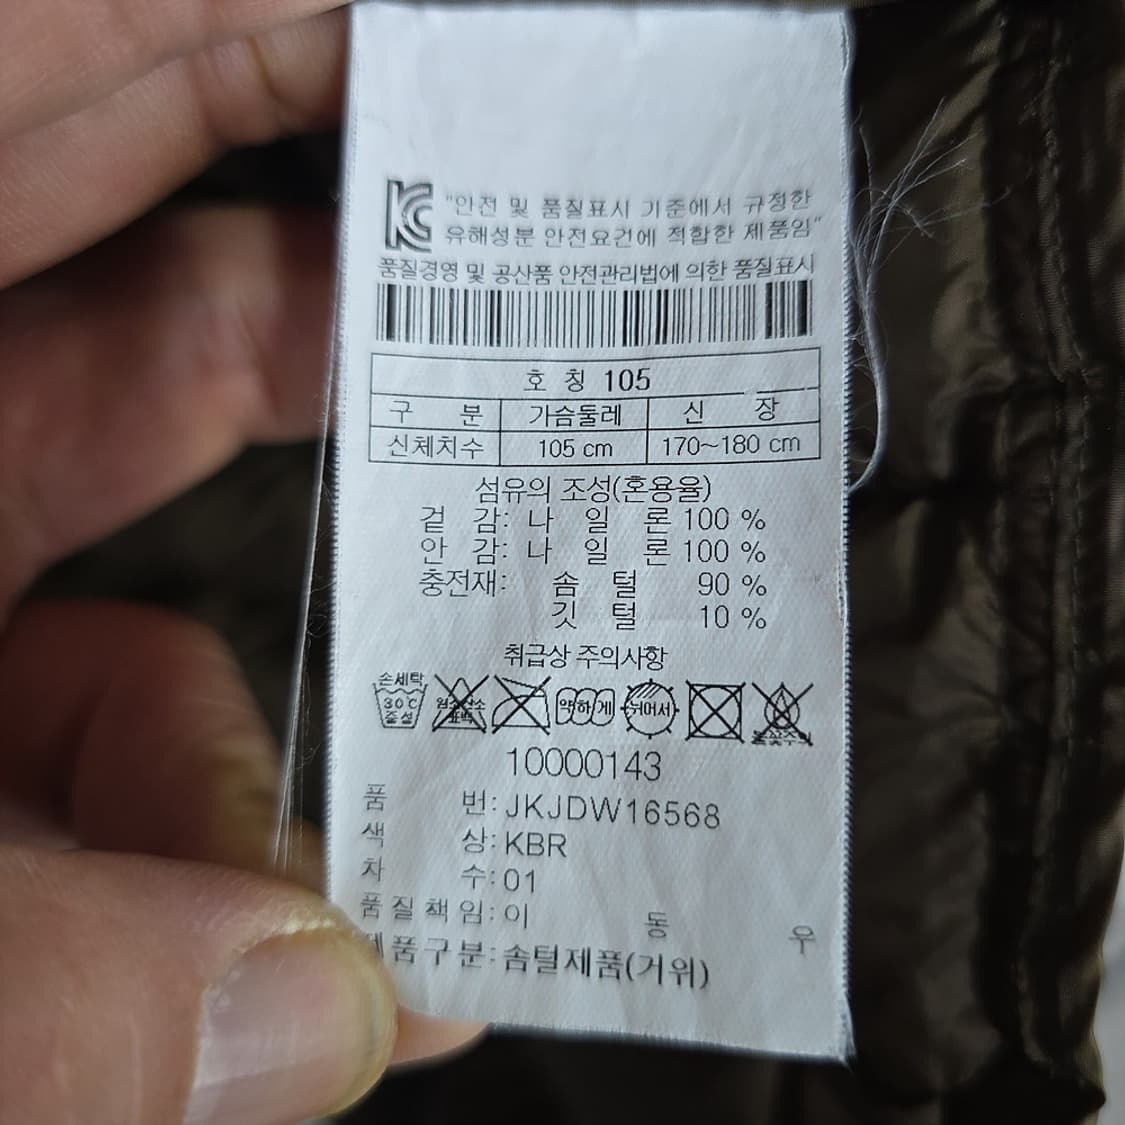 KC "안전 및 품질표시 기준에서 규정한
유해성분 안전요건에 적합한 제품임"
품질경영 및 공산품 안전관리법에 의한 품질표시
호 칭 105
구 분 가슴둘레 신 장
신체치수 105 cm 170~180 cm
섬유의 조성(혼용율)
겉 감: 나 일 론 100 %
안 감: 나 일 론 100 %
충전재: 솜 털 90 %
깃 털 10 %
취급상 주의사항
손세탁
30℃ 약하게 뉘어서
중성
10000143
품 번: JKJDW16568
색 상: KBR
차 수: 01
품질책임: 이 동 우
제품구분: 솜털제품(거위)